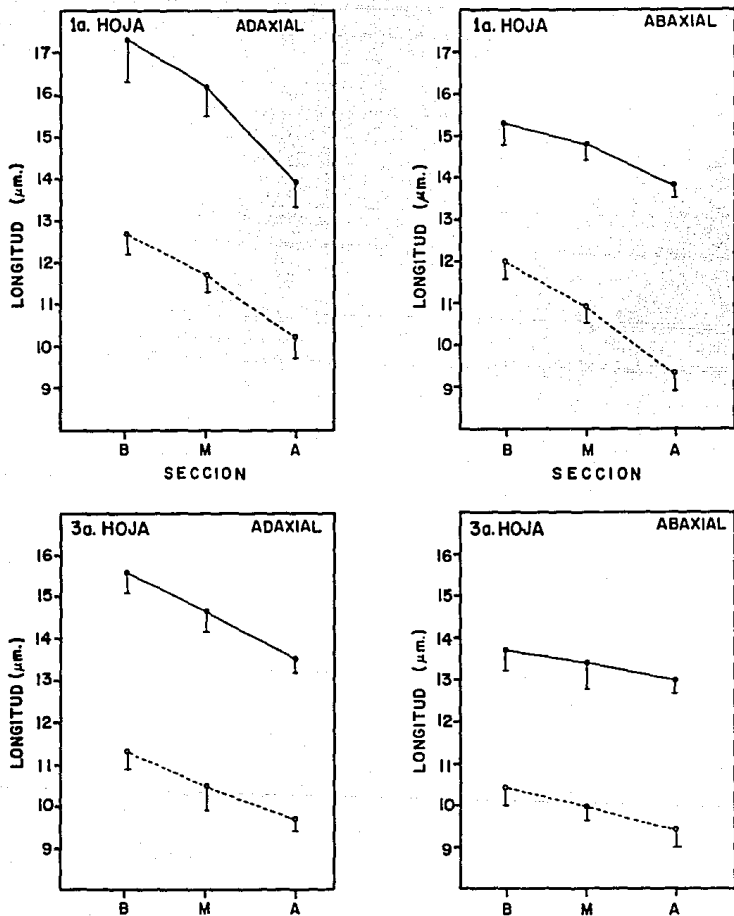 1a. HOJA ADAXIAL
17
16
15
14
13
12
11
10
9
LONGITUD (μm.)
B M A
SECCION
1a. HOJA ABAXIAL
17
16
15
14
13
12
11
10
9
LONGITUD (μm.)
B M A
SECCION
3a. HOJA ADAXIAL
16
15
14
13
12
11
10
9
LONGITUD (μm.)
B M A
3a. HOJA ABAXIAL
16
15
14
13
12
11
10
9
LONGITUD (μm.)
B M A